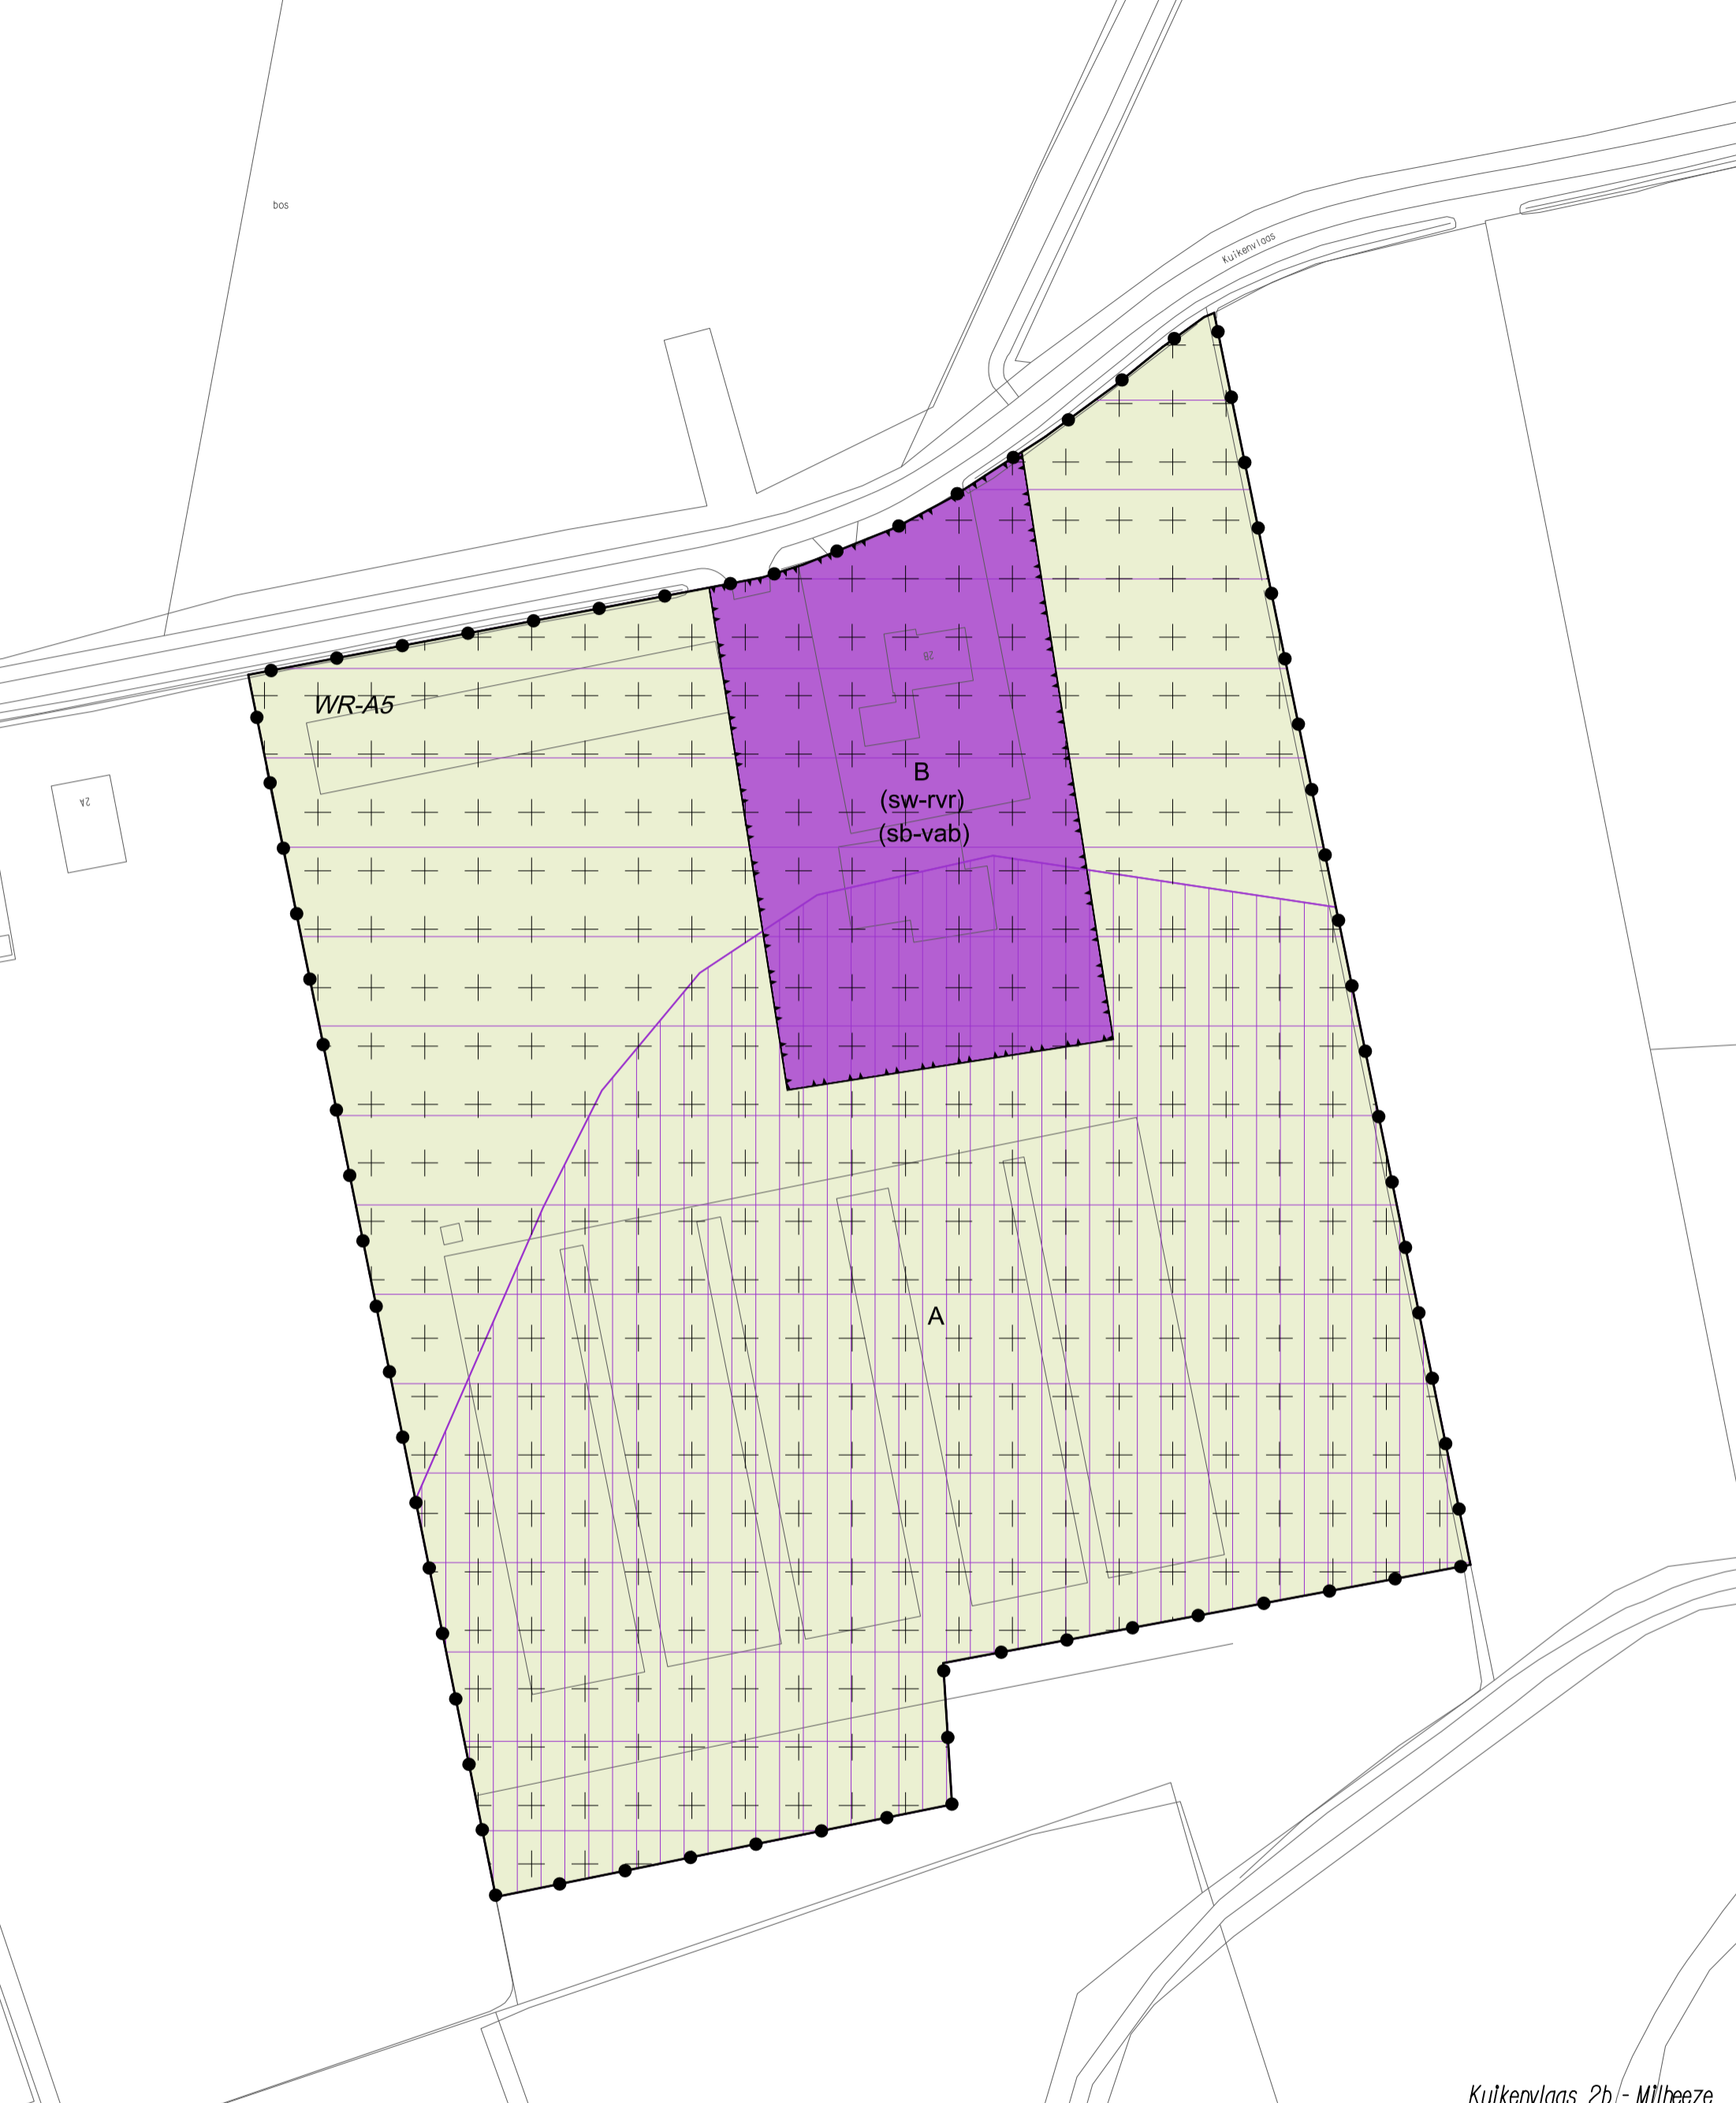 bos
Kuikenvlaas
2B
WR-A5
B
(sw-rvr)
(sb-vab)
2A
A
Kuikenvlaas 2b - Milheeze